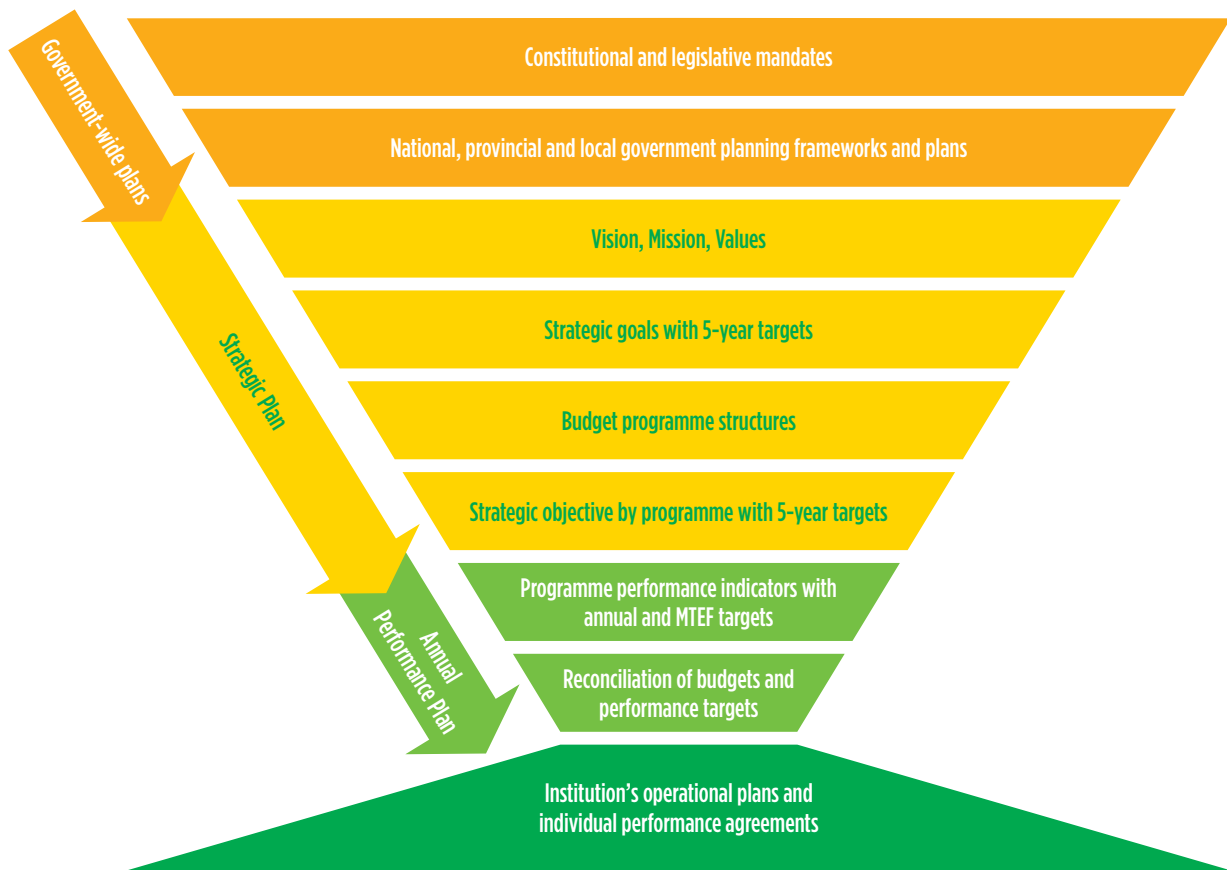 Government-wide plans
Constitutional and legislative mandates
National, provincial and local government planning frameworks and plans
Strategic Plan
Vision, Mission, Values
Strategic goals with 5-year targets
Budget programme structures
Strategic objective by programme with 5-year targets
Annual
Performance Plan
Programme performance indicators with
annual and MTEF targets
Reconciliation of budgets and
performance targets
Institution’s operational plans and
individual performance agreements